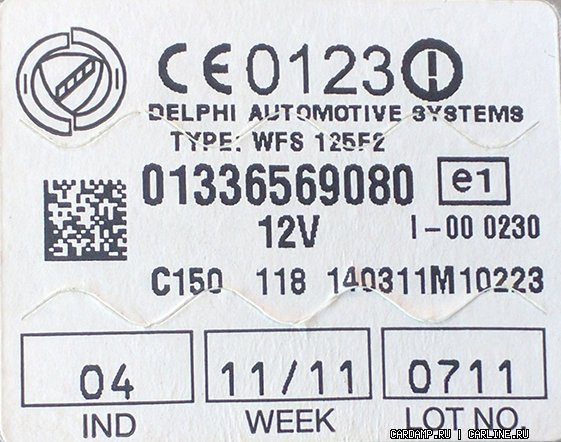 CE0123
DELPHI AUTOMOTIVE SYSTEMS
TYPE: WFS 125F2
01336569080 e1
12V I-00 0230
C150 118 140311M10223
04 11/11 0711
IND WEEK LOT NO.
CARDAMP.RU | CARLINE.RU